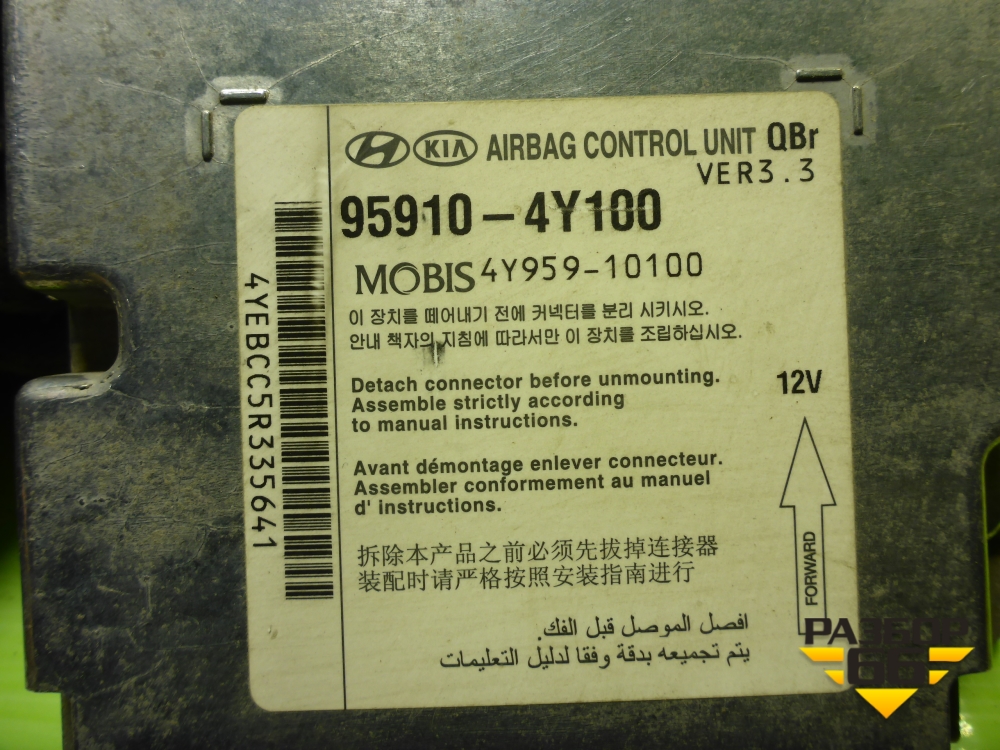 KIA AIRBAG CONTROL UNIT QBr
VER3.3
95910-4Y100
MOBIS 4Y959-10100
이 장치를 떼어내기 전에 커넥터를 분리 시키시오.
안내 책자의 지침에 따라서만 이 장치를 조립하십시오.
Detach connector before unmounting.
Assemble strictly according
to manual instructions.
12V
Avant démontage enlever connecteur.
Assembler conformement au manuel
d' instructions.
拆除本产品之前必须先拔掉连接器
装配时请严格按照安装指南进行
افصل الموصل قبل الفك.
يتم تجميعه بدقة وفقا لدليل التعليمات
FORWARD
4YEBCC5R335641
РАЗБОР
66